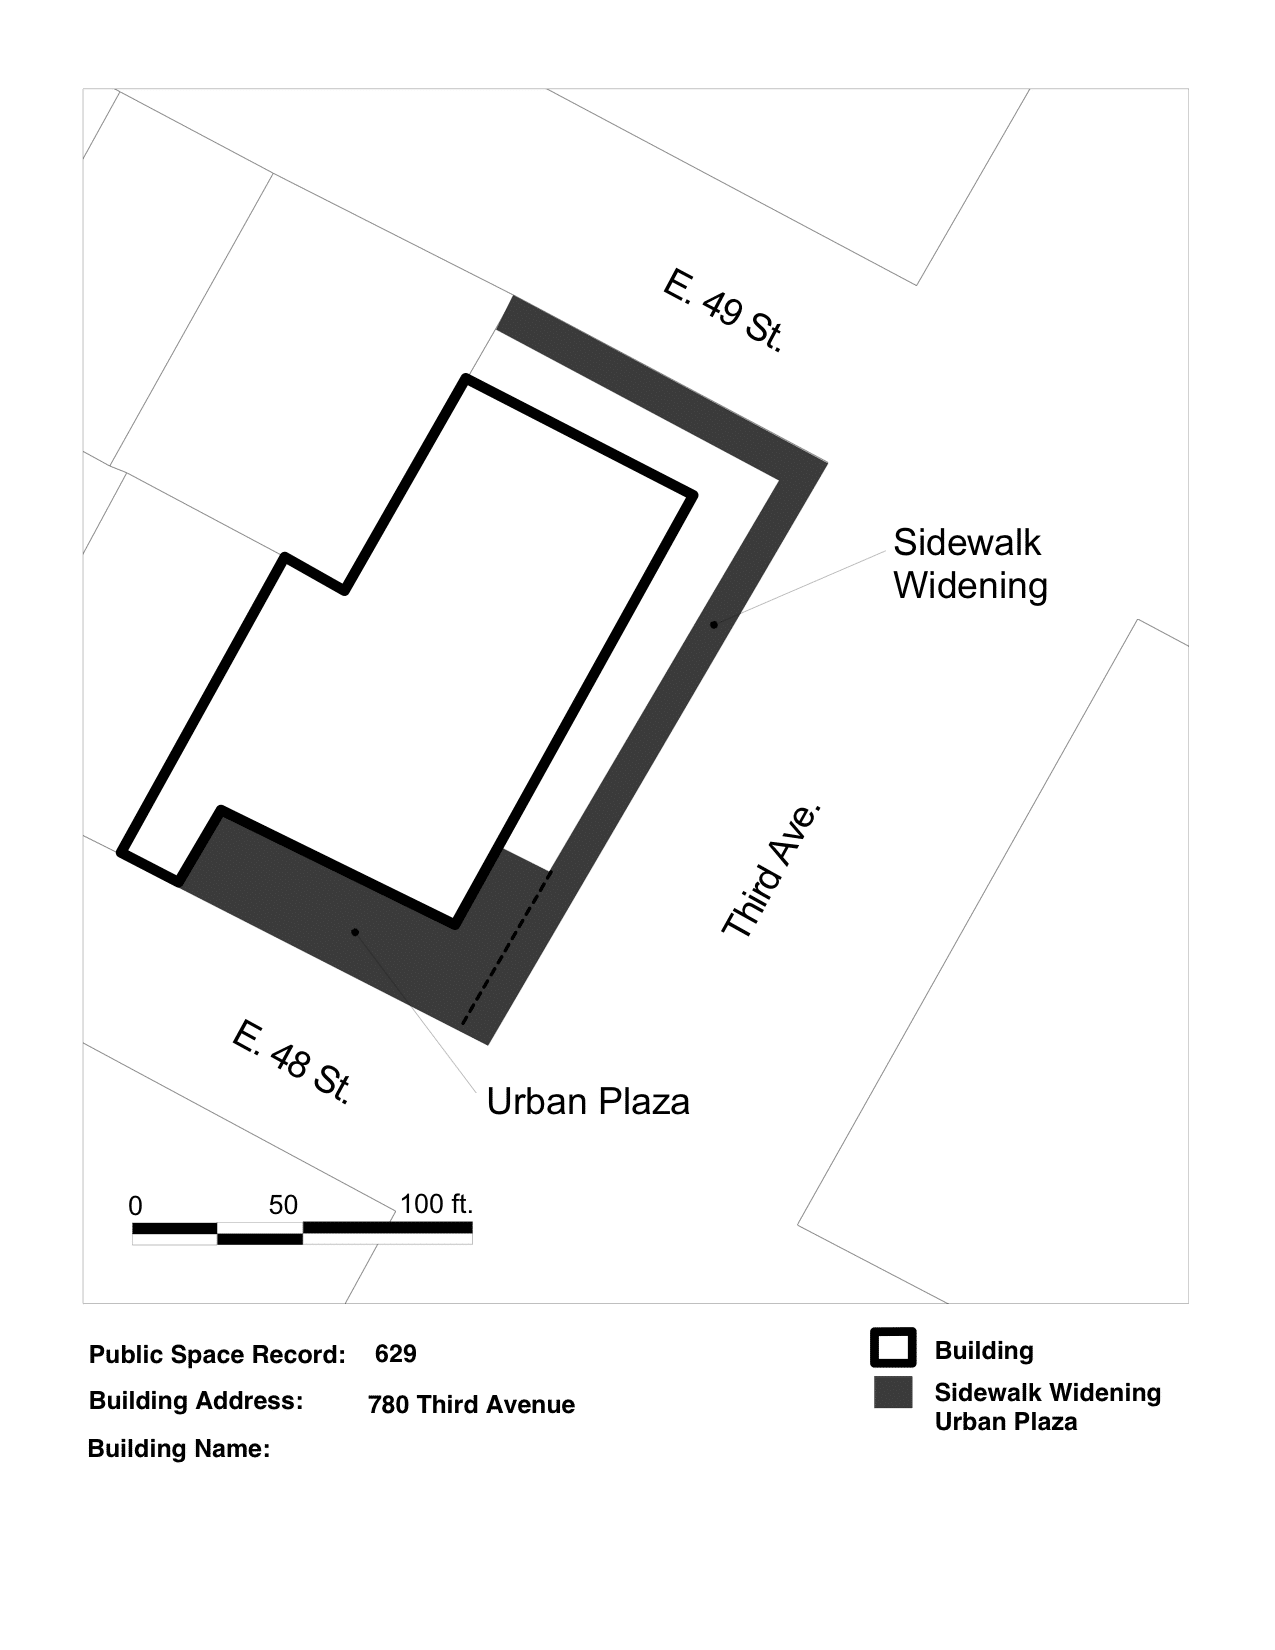 E. 49 St.
Sidewalk
Widening
Third Ave.
E. 48 St.
Urban Plaza
0 50 100 ft.
Public Space Record: 629
Building Address: 780 Third Avenue
Building Name:
Building
Sidewalk Widening
Urban Plaza